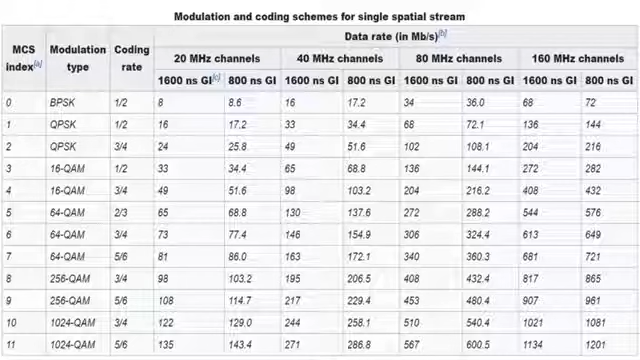 Modulation and coding schemes for single spatial stream
MCS index[a] Modulation type Coding rate Data rate (in Mb/s)[b]
20 MHz channels 40 MHz channels 80 MHz channels 160 MHz channels
1600 ns GI[c] 800 ns GI 1600 ns GI 800 ns GI 1600 ns GI 800 ns GI 1600 ns GI 800 ns GI
0 BPSK 1/2 8 8.6 16 17.2 34 36.0 68 72
1 QPSK 1/2 16 17.2 33 34.4 68 72.1 136 144
2 QPSK 3/4 24 25.8 49 51.6 102 108.1 204 216
3 16-QAM 1/2 33 34.4 65 68.8 136 144.1 272 282
4 16-QAM 3/4 49 51.6 98 103.2 204 216.2 408 432
5 64-QAM 2/3 65 68.8 130 137.6 272 288.2 544 576
6 64-QAM 3/4 73 77.4 146 154.9 306 324.4 613 649
7 64-QAM 5/6 81 86.0 163 172.1 340 360.3 681 721
8 256-QAM 3/4 98 103.2 195 206.5 408 432.4 817 865
9 256-QAM 5/6 108 114.7 217 229.4 453 480.4 907 961
10 1024-QAM 3/4 122 129.0 244 258.1 510 540.4 1021 1081
11 1024-QAM 5/6 135 143.4 271 286.8 567 600.5 1134 1201